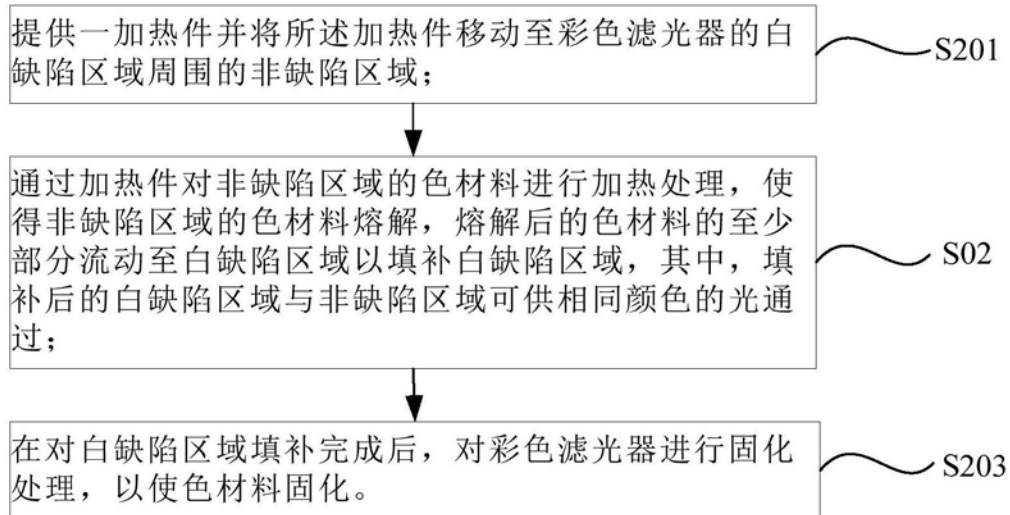 提供一加热件并将所述加热件移动至彩色滤光器的白
缺陷区域周围的非缺陷区域；
S201
通过加热件对非缺陷区域的色材料进行加热处理，使
得非缺陷区域的色材料熔解，熔解后的色材料的至少
部分流动至白缺陷区域以填补白缺陷区域，其中，填
补后的白缺陷区域与非缺陷区域可供相同颜色的光通
过；
S02
在对白缺陷区域填补完成后，对彩色滤光器进行固化
处理，以使色材料固化。
S203